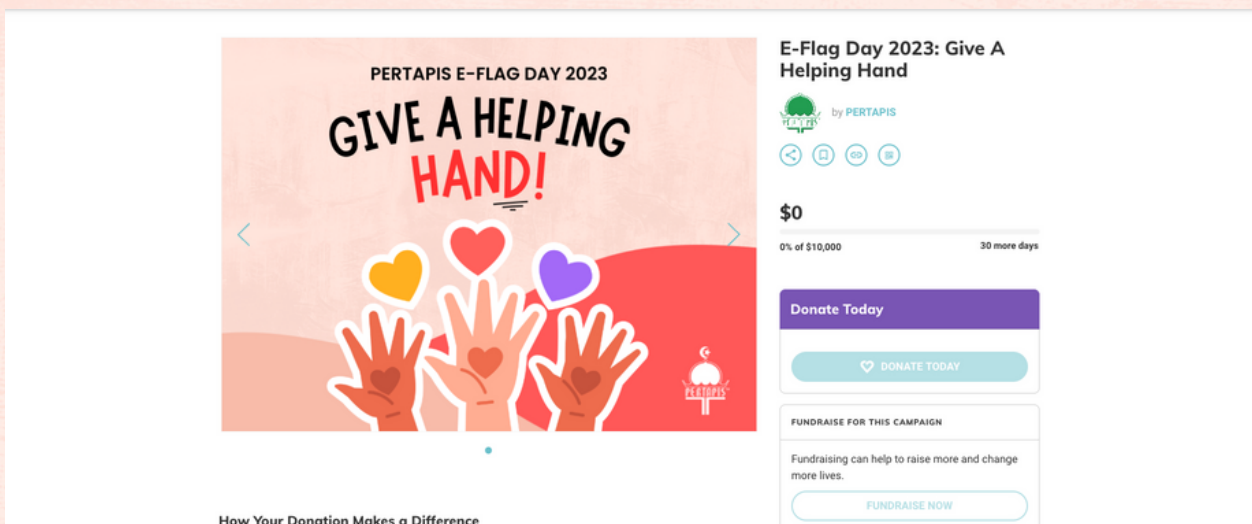 PERTAPIS E-FLAG DAY 2023
GIVE A HELPING
HAND!
PERTAPIS
How Your Donation Makes a Difference
E-Flag Day 2023: Give A
Helping Hand
PERTAPIS
by PERTAPIS
$0
0% of $10,000
30 more days
Donate Today
DONATE TODAY
FUNDRAISE FOR THIS CAMPAIGN
Fundraising can help to raise more and change
more lives.
FUNDRAISE NOW